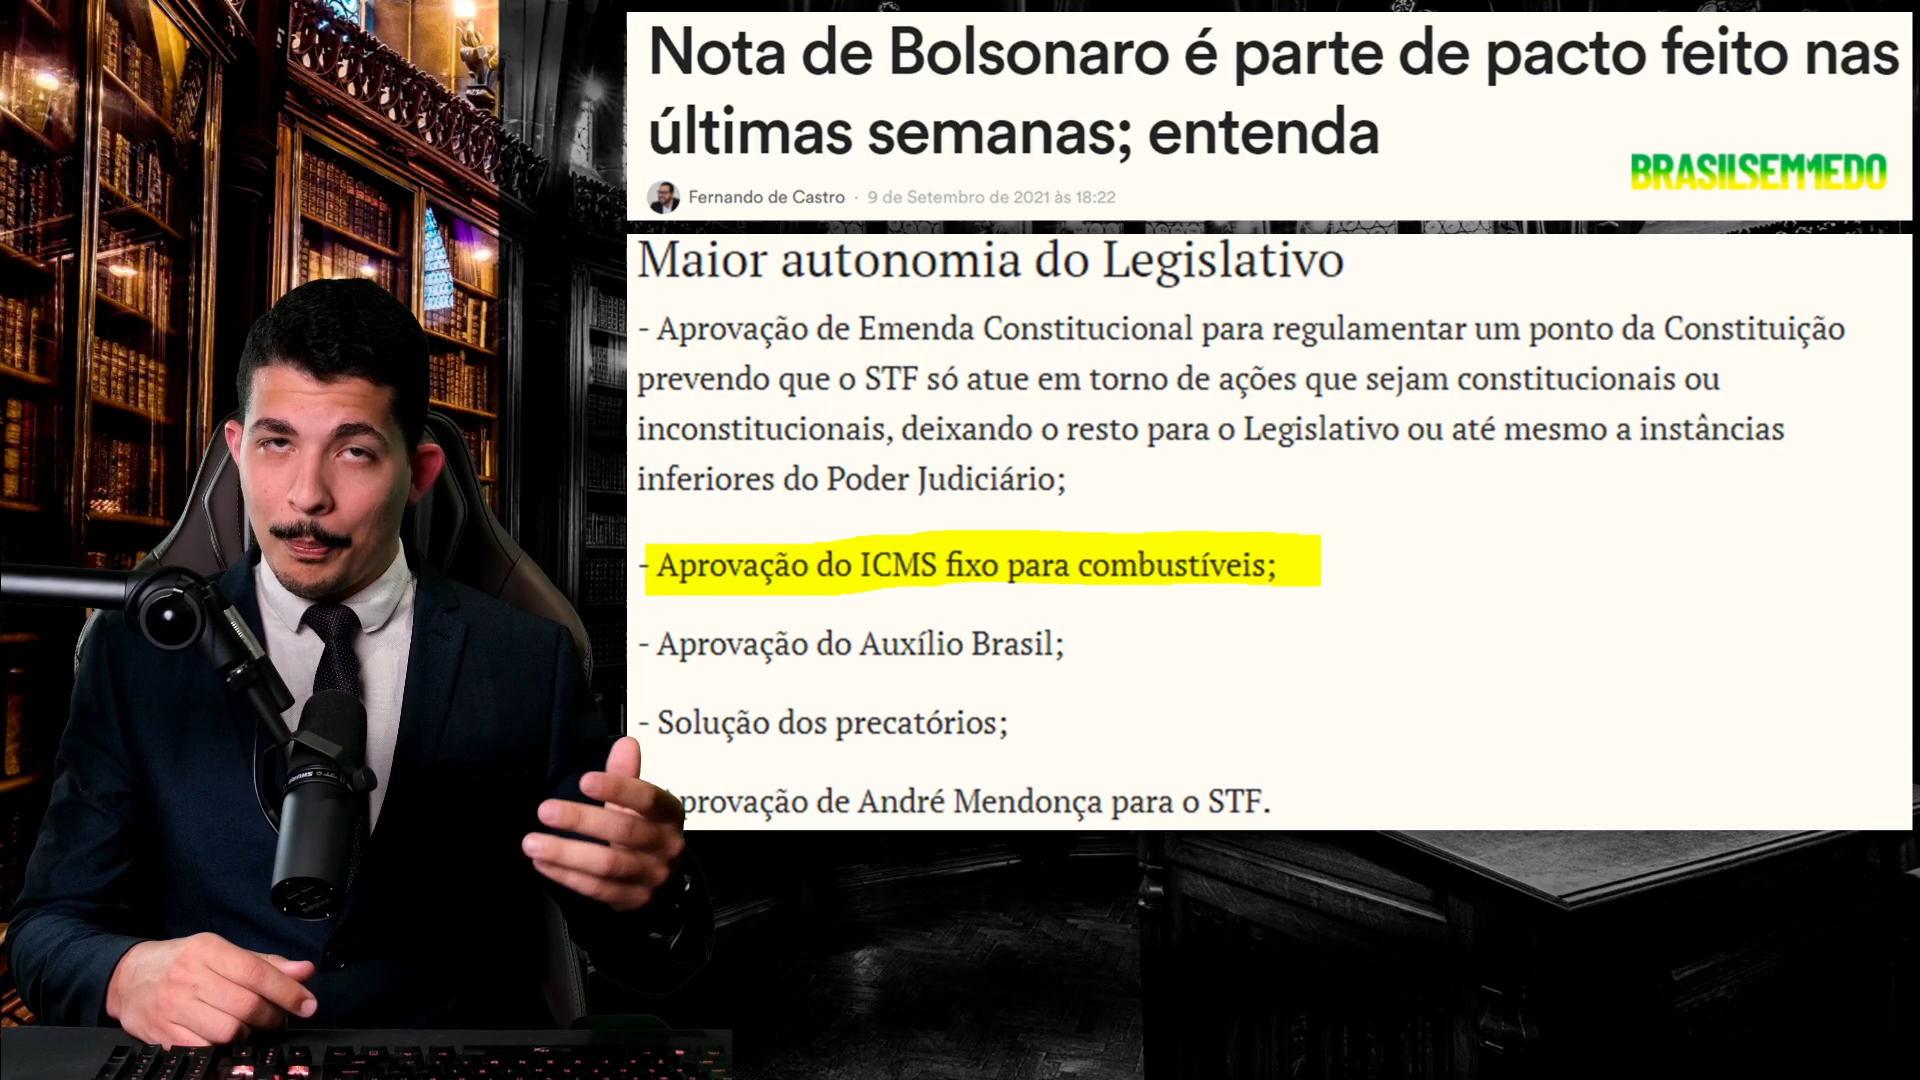 Nota de Bolsonaro é parte de pacto feito nas
últimas semanas; entenda
BRASILSEMMEDO
Fernando de Castro · 9 de Setembro de 2021 às 18:22
Maior autonomia do Legislativo
- Aprovação de Emenda Constitucional para regulamentar um ponto da Constituição
prevendo que o STF só atue em torno de ações que sejam constitucionais ou
inconstitucionais, deixando o resto para o Legislativo ou até mesmo a instâncias
inferiores do Poder Judiciário;
- Aprovação do ICMS fixo para combustíveis;
- Aprovação do Auxílio Brasil;
- Solução dos precatórios;
provação de André Mendonça para o STF.